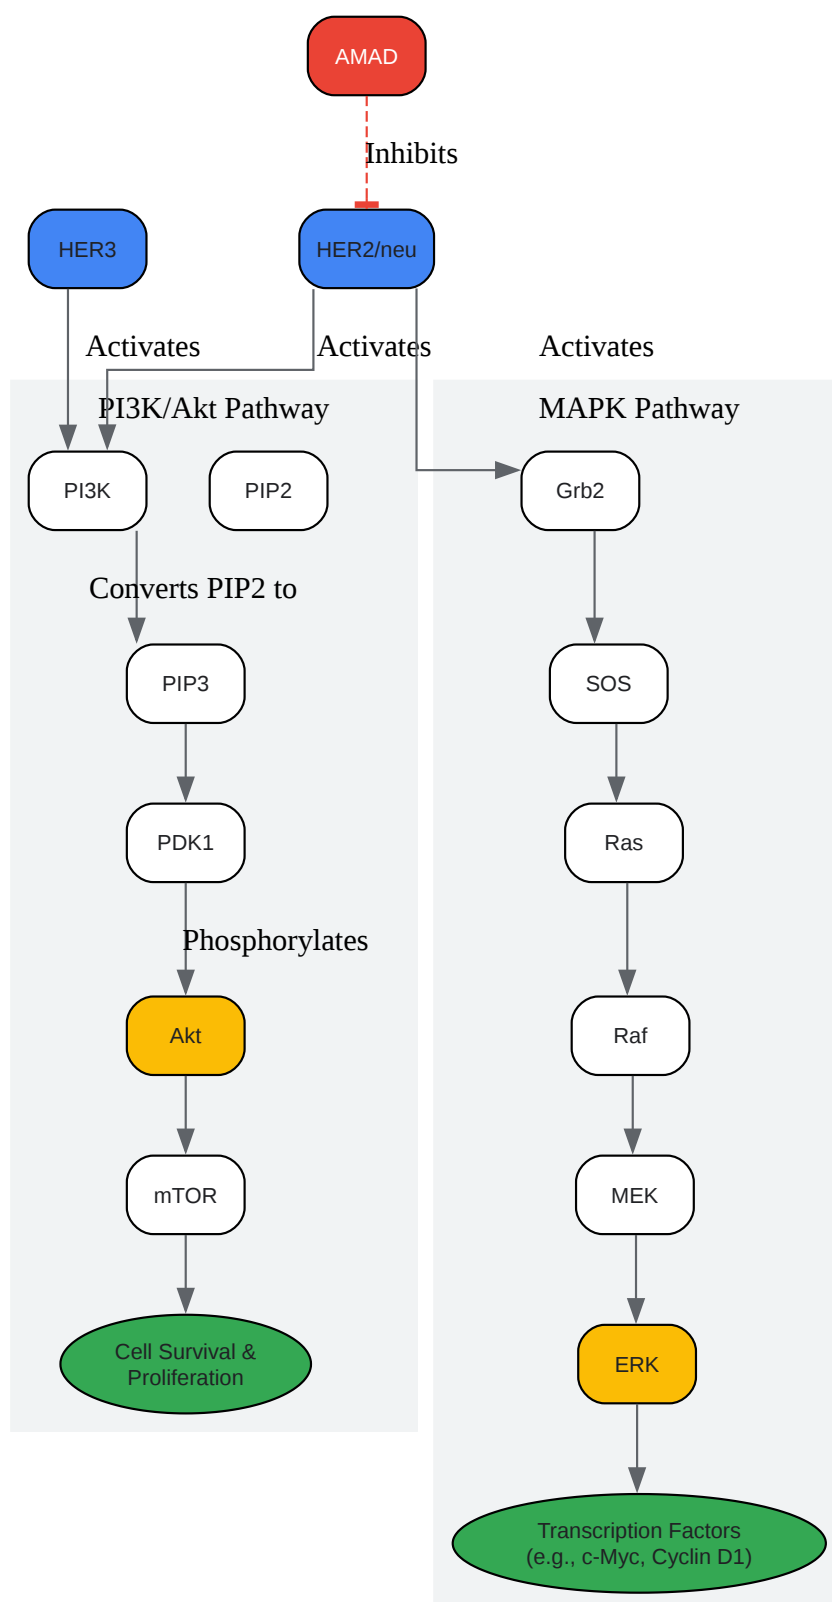 AMAD
Inhibits
HER3
HER2/neu
Activates
Activates
Activates
PI3K/Akt Pathway
MAPK Pathway
PI3K
PIP2
Grb2
Converts PIP2 to
PIP3
SOS
PDK1
Ras
Phosphorylates
Akt
Raf
mTOR
MEK
Cell Survival &
Proliferation
ERK
Transcription Factors
(e.g., c-Myc, Cyclin D1)